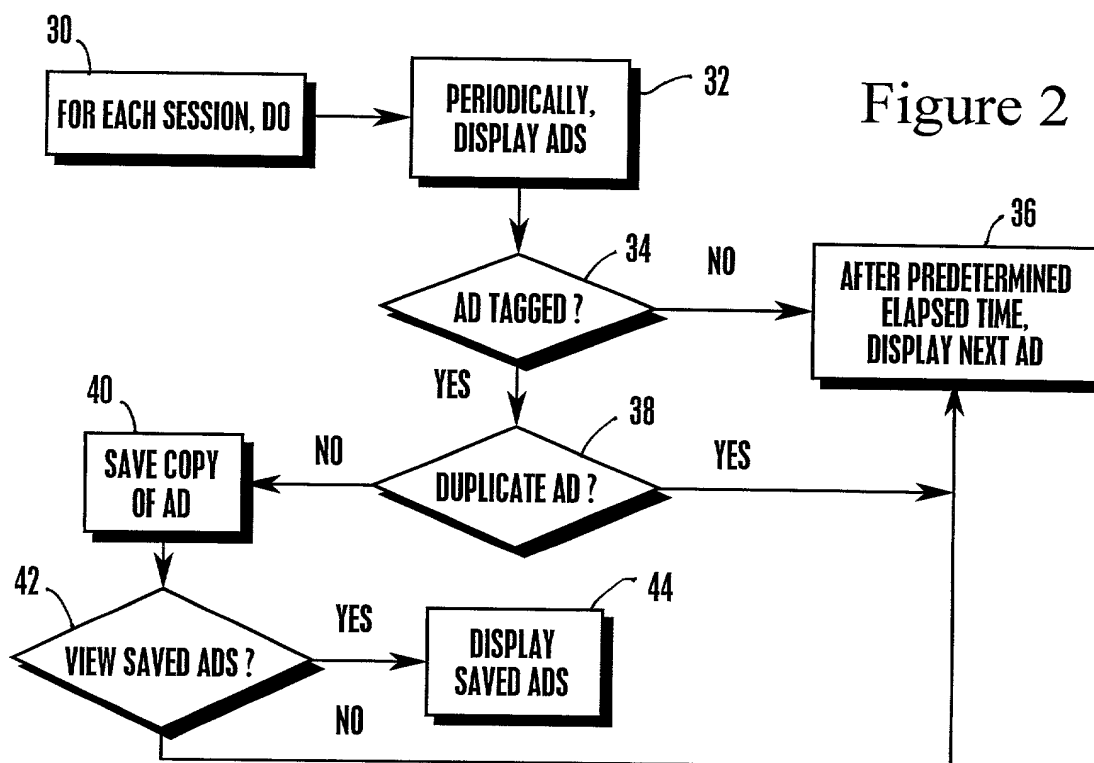 30
FOR EACH SESSION, DO
PERIODICALLY,
DISPLAY ADS
32
Figure 2
34
AD TAGGED ?
NO
36
AFTER PREDETERMINED
ELAPSED TIME,
DISPLAY NEXT AD
YES
38
DUPLICATE AD ?
YES
NO
40
SAVE COPY
OF AD
42
VIEW SAVED ADS ?
YES
44
DISPLAY
SAVED ADS
NO